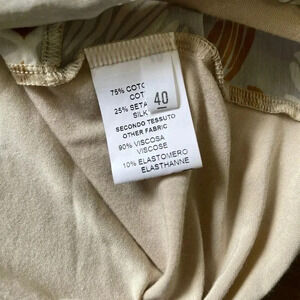 75% COTO
COT
25% SETA
SILK
40
SECONDO TESSUTO
OTHER FABRIC
90% VISCOSA
VISCOSE
10% ELASTOMERO
ELASTHANNE